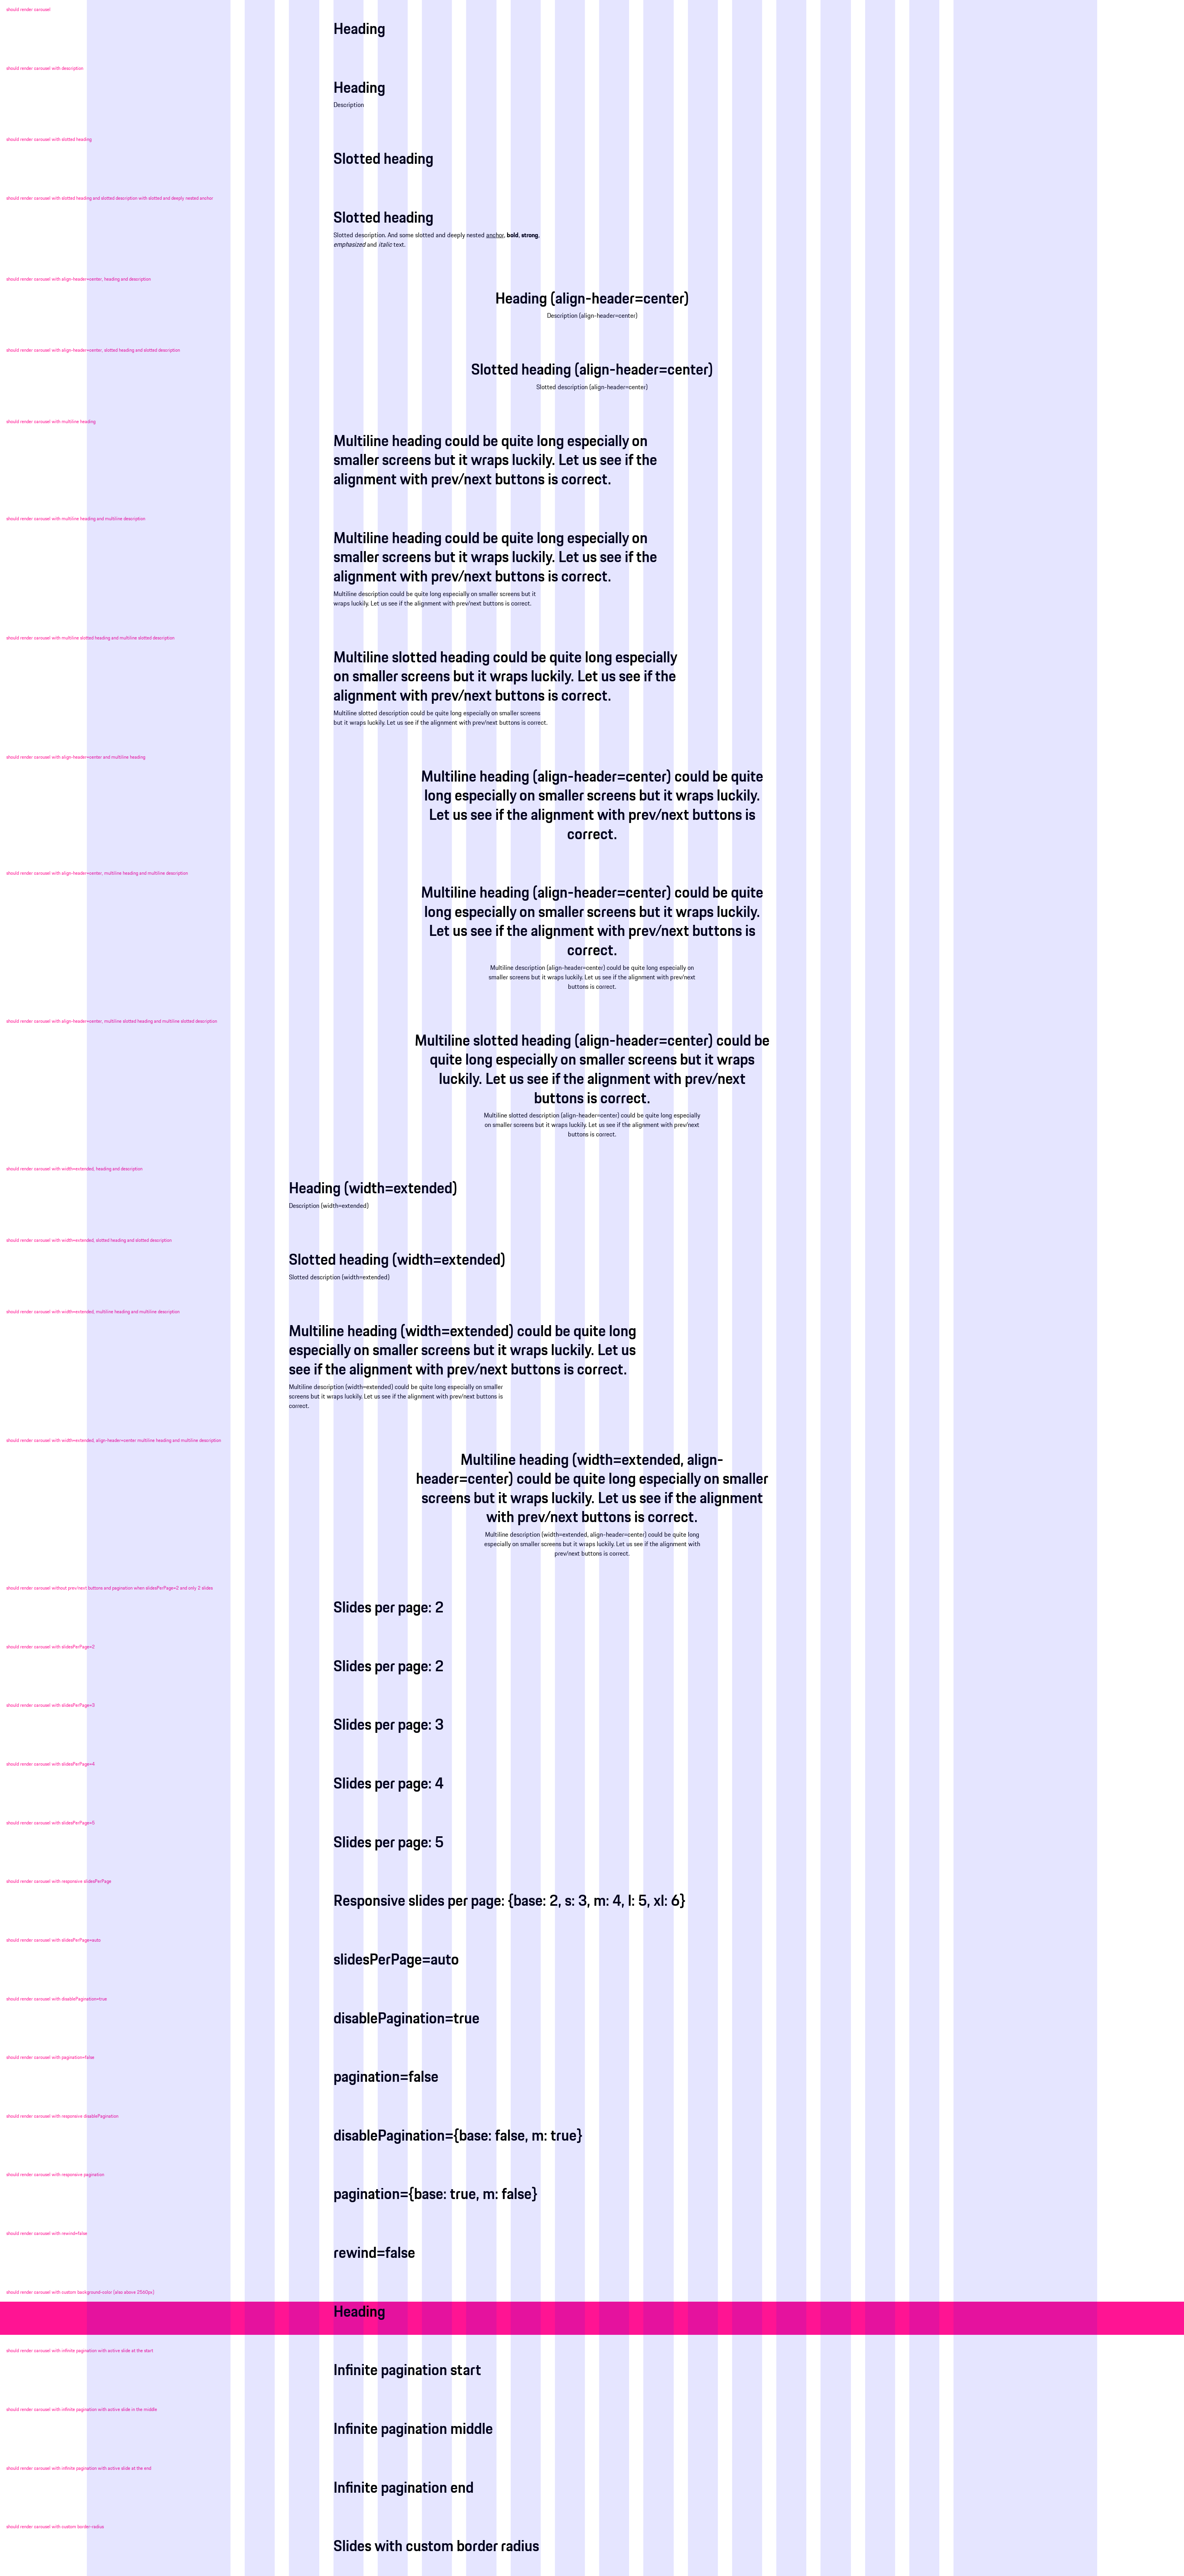 should render carousel
Heading
should render carousel with description
Heading
Description
should render carousel with slotted heading
Slotted heading
should render carousel with slotted heading and slotted description with slotted and deeply nested anchor
Slotted heading
Slotted description. And some slotted and deeply nested anchor, bold, strong,
emphasized and italic text.
should render carousel with align-header=center, heading and description
Heading (align-header=center)
Description (align-header=center)
should render carousel with align-header=center, slotted heading and slotted description
Slotted heading (align-header=center)
Slotted description (align-header=center)
should render carousel with multiline heading
Multiline heading could be quite long especially on
smaller screens but it wraps luckily. Let us see if the
alignment with prev/next buttons is correct.
should render carousel with multiline heading and multiline description
Multiline heading could be quite long especially on
smaller screens but it wraps luckily. Let us see if the
alignment with prev/next buttons is correct.
Multiline description could be quite long especially on smaller screens but it
wraps luckily. Let us see if the alignment with prev/next buttons is correct.
should render carousel with multiline slotted heading and multiline slotted description
Multiline slotted heading could be quite long especially
on smaller screens but it wraps luckily. Let us see if the
alignment with prev/next buttons is correct.
Multiline slotted description could be quite long especially on smaller screens
but it wraps luckily. Let us see if the alignment with prev/next buttons is correct.
should render carousel with align-header=center and multiline heading
Multiline heading (align-header=center) could be quite
long especially on smaller screens but it wraps luckily.
Let us see if the alignment with prev/next buttons is
correct.
should render carousel with align-header=center, multiline heading and multiline description
Multiline heading (align-header=center) could be quite
long especially on smaller screens but it wraps luckily.
Let us see if the alignment with prev/next buttons is
correct.
Multiline description (align-header=center) could be quite long especially on
smaller screens but it wraps luckily. Let us see if the alignment with prev/next
buttons is correct.
should render carousel with align-header=center, multiline slotted heading and multiline slotted description
Multiline slotted heading (align-header=center) could be
quite long especially on smaller screens but it wraps
luckily. Let us see if the alignment with prev/next
buttons is correct.
Multiline slotted description (align-header=center) could be quite long especially
on smaller screens but it wraps luckily. Let us see if the alignment with prev/next
buttons is correct.
should render carousel with width=extended, heading and description
Heading (width=extended)
Description (width=extended)
should render carousel with width=extended, slotted heading and slotted description
Slotted heading (width=extended)
Slotted description (width=extended)
should render carousel with width=extended, multiline heading and multiline description
Multiline heading (width=extended) could be quite long
especially on smaller screens but it wraps luckily. Let us
see if the alignment with prev/next buttons is correct.
Multiline description (width=extended) could be quite long especially on smaller
screens but it wraps luckily. Let us see if the alignment with prev/next buttons is
correct.
should render carousel with width=extended, align-header=center multiline heading and multiline description
Multiline heading (width=extended, align-
header=center) could be quite long especially on smaller
screens but it wraps luckily. Let us see if the alignment
with prev/next buttons is correct.
Multiline description (width=extended, align-header=center) could be quite long
especially on smaller screens but it wraps luckily. Let us see if the alignment with
prev/next buttons is correct.
should render carousel without prev/next buttons and pagination when slidesPerPage=2 and only 2 slides
Slides per page: 2
should render carousel with slidesPerPage=2
Slides per page: 2
should render carousel with slidesPerPage=3
Slides per page: 3
should render carousel with slidesPerPage=4
Slides per page: 4
should render carousel with slidesPerPage=5
Slides per page: 5
should render carousel with responsive slidesPerPage
Responsive slides per page: {base: 2, s: 3, m: 4, l: 5, xl: 6}
should render carousel with slidesPerPage=auto
slidesPerPage=auto
should render carousel with disablePagination=true
disablePagination=true
should render carousel with pagination=false
pagination=false
should render carousel with responsive disablePagination
disablePagination={base: false, m: true}
should render carousel with responsive pagination
pagination={base: true, m: false}
should render carousel with rewind=false
rewind=false
should render carousel with custom background-color (also above 2560px)
Heading
should render carousel with infinite pagination with active slide at the start
Infinite pagination start
should render carousel with infinite pagination with active slide in the middle
Infinite pagination middle
should render carousel with infinite pagination with active slide at the end
Infinite pagination end
should render carousel with custom border radius
Slides with custom border radius